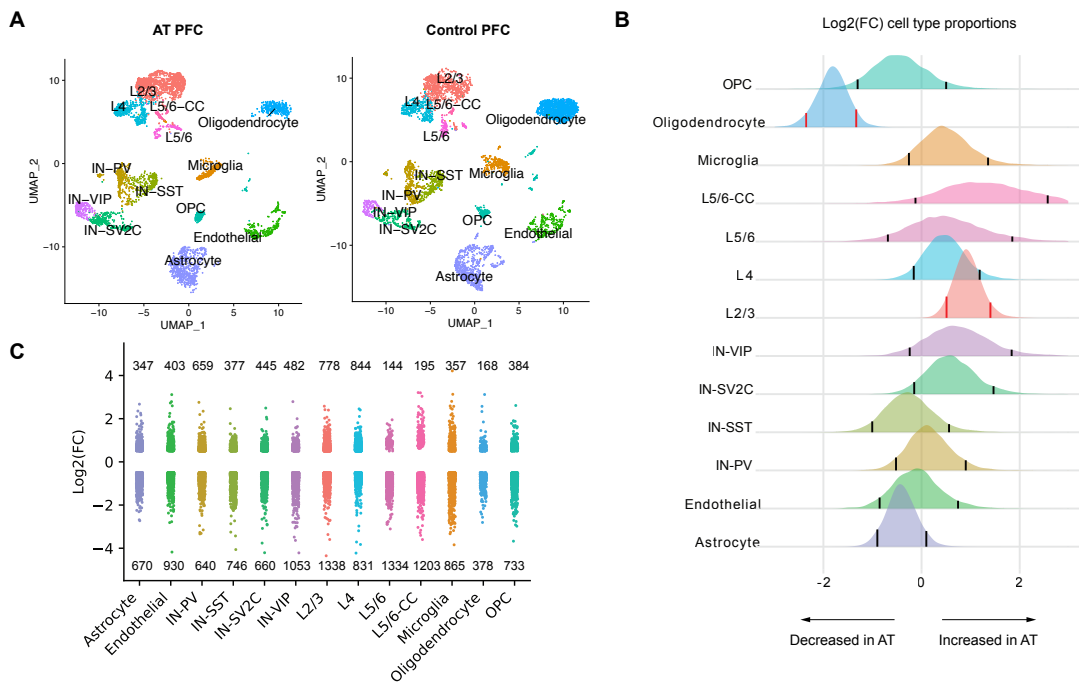 A
AT PFC
Control PFC
10
5
0
−5
−10
UMAP_2
−10
−5
0
5
10
UMAP_1
L2/3
L4
L5/6−CC
L5/6
Oligodendrocyte
IN−PV
IN−SST
Microglia
IN−VIP
IN−SV2C
OPC
Endothelial
Astrocyte
10
5
0
−5
−10
UMAP_2
−10
−5
0
5
10
UMAP_1
L2/3
L4
L5/6−CC
L5/6
Oligodendrocyte
IN−SST
Microglia
IN−PV
IN−VIP
IN−SV2C
OPC
Endothelial
Astrocyte
B
Log2(FC) cell type proportions
OPC
Oligodendrocyte
Microglia
L5/6-CC
L5/6
L4
L2/3
IN-VIP
IN-SV2C
IN-SST
IN-PV
Endothelial
Astrocyte
-2 0 2
Decreased in AT Increased in AT
C
Log2(FC)
4
2
0
−2
−4
347 403 659 377 445 482 778 844 144 195 357 168 384
670 930 640 746 660 1053 1338 831 1334 1203 865 378 733
Astrocyte
Endothelial
IN-PV
IN-SST
IN-SV2C
IN-VIP
L2/3
L4
L5/6
L5/6-CC
Microglia
Oligodendrocyte
OPC